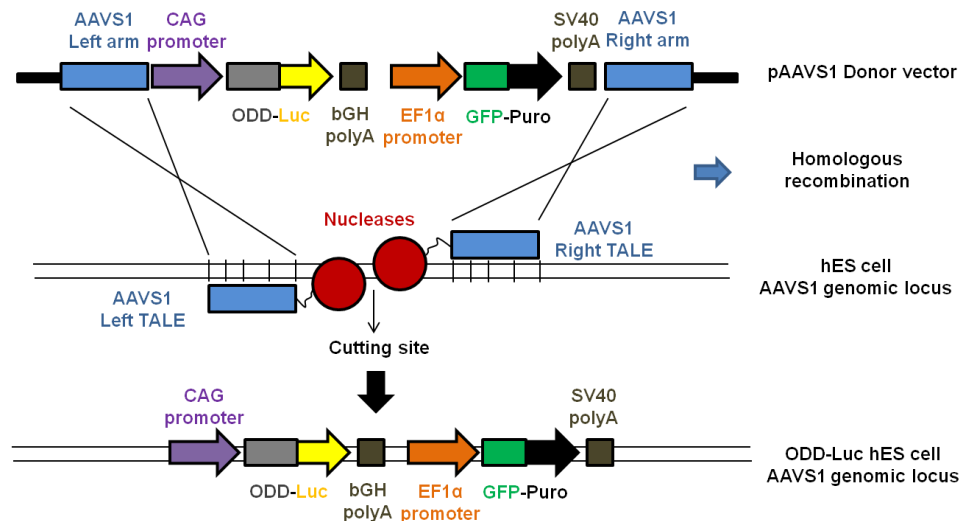 AAVS1
Left arm
CAG
promoter
SV40
polyA
AAVS1
Right arm
pAAVS1 Donor vector
ODD-Luc
bGH
polyA
EF1α
promoter
GFP-Puro
Homologous
recombination
Nucleases
AAVS1
Right TALE
hES cell
AAVS1 genomic locus
AAVS1
Left TALE
Cutting site
CAG
promoter
SV40
polyA
ODD-Luc hES cell
AAVS1 genomic locus
ODD-Luc
bGH
polyA
EF1α
promoter
GFP-Puro